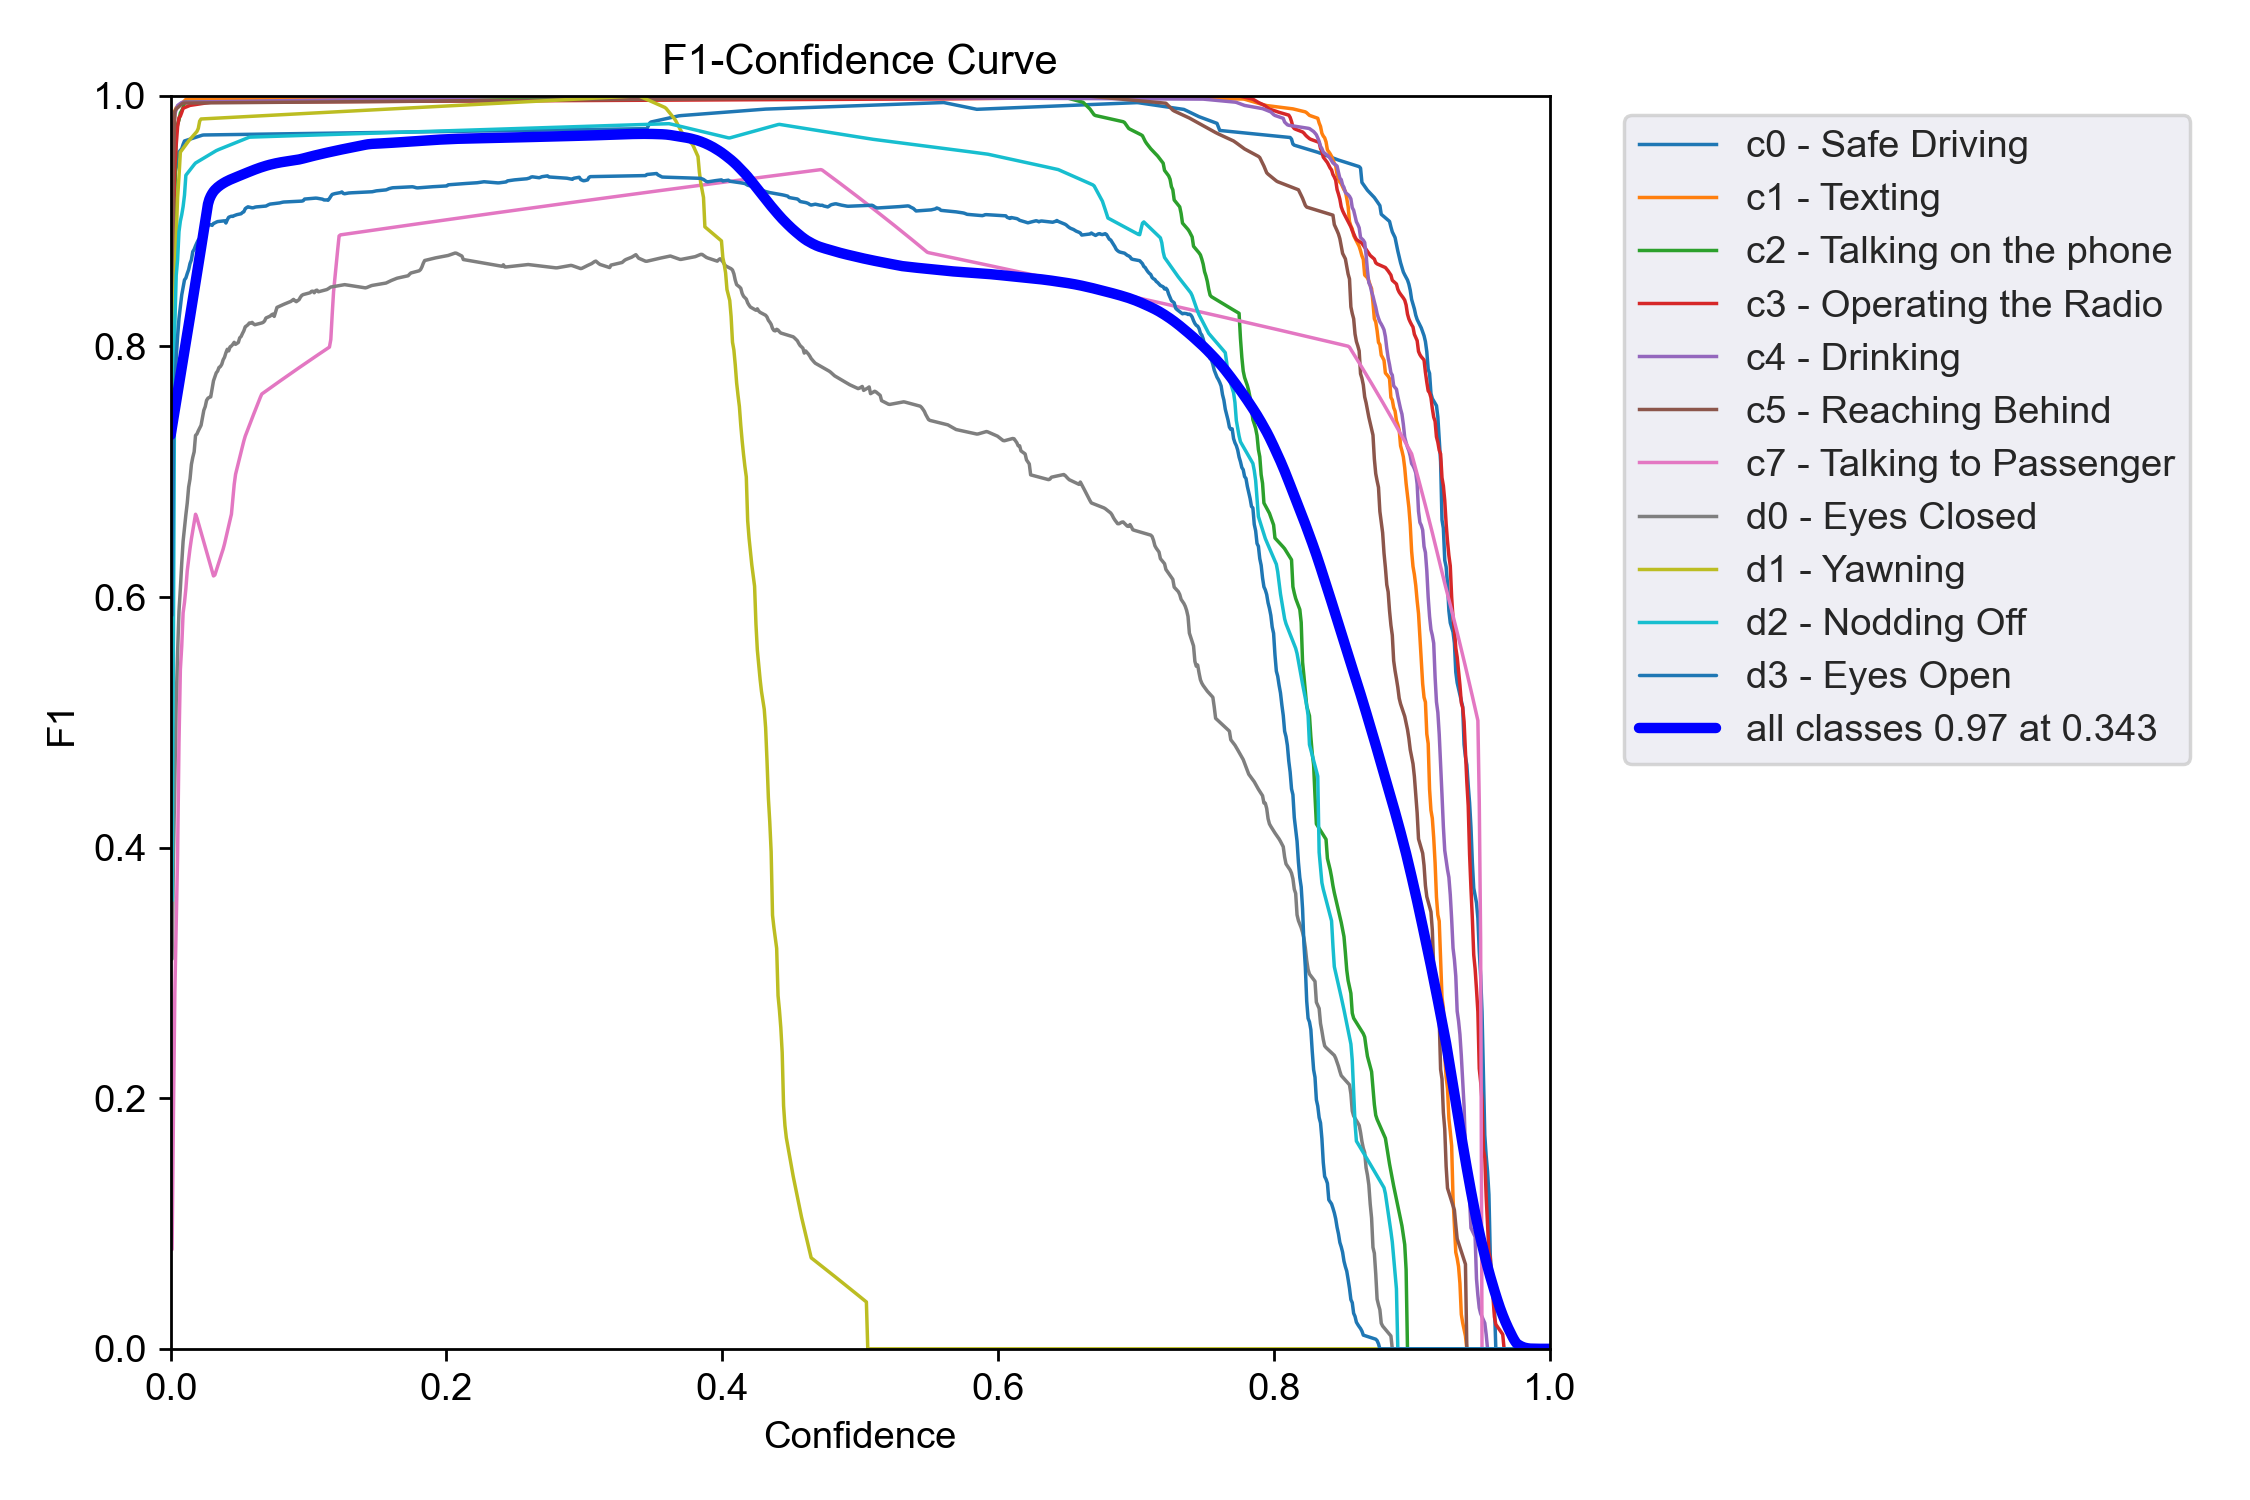 F1-Confidence Curve
1.0
0.8
0.6
0.4
0.2
0.0
F1
0.0 0.2 0.4 0.6 0.8 1.0
Confidence
c0 - Safe Driving
c1 - Texting
c2 - Talking on the phone
c3 - Operating the Radio
c4 - Drinking
c5 - Reaching Behind
c7 - Talking to Passenger
d0 - Eyes Closed
d1 - Yawning
d2 - Nodding Off
d3 - Eyes Open
all classes 0.97 at 0.343